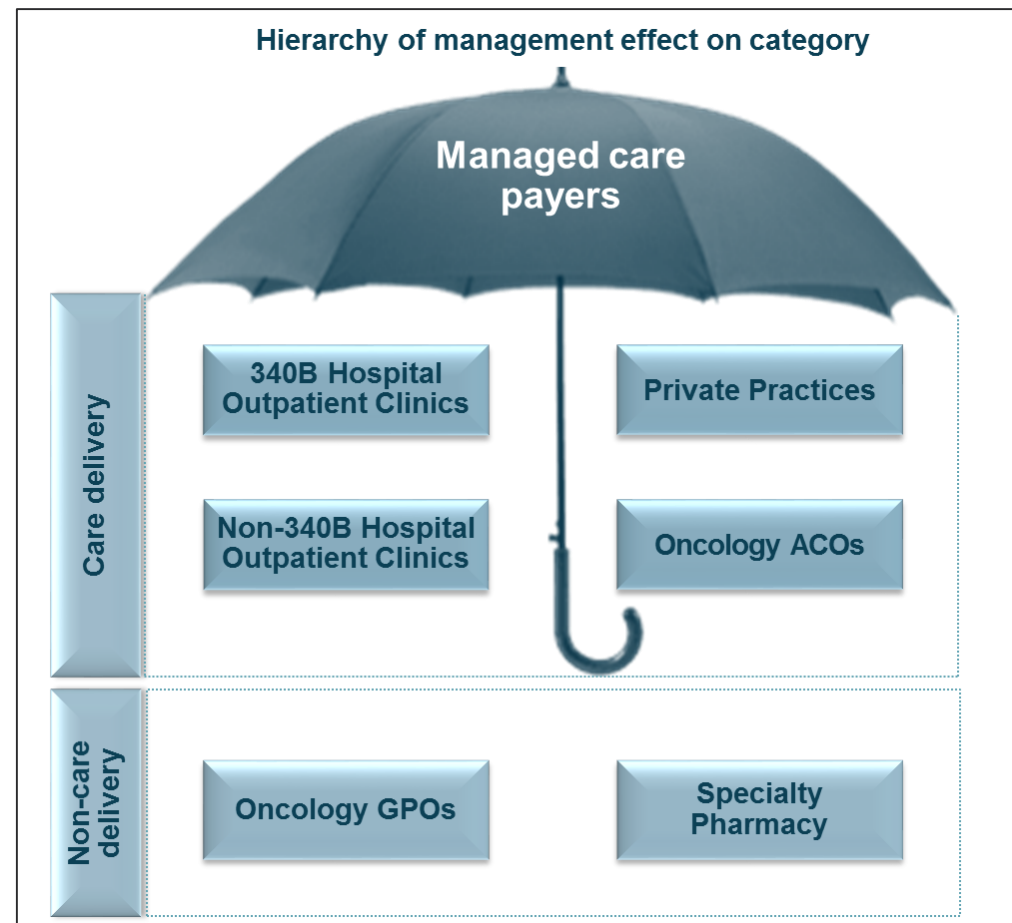 Hierarchy of management effect on category
Managed care
payers
Care delivery
340B Hospital
Outpatient Clinics
Private Practices
Non-340B Hospital
Outpatient Clinics
Oncology ACOs
Non-care
delivery
Oncology GPOs
Specialty
Pharmacy